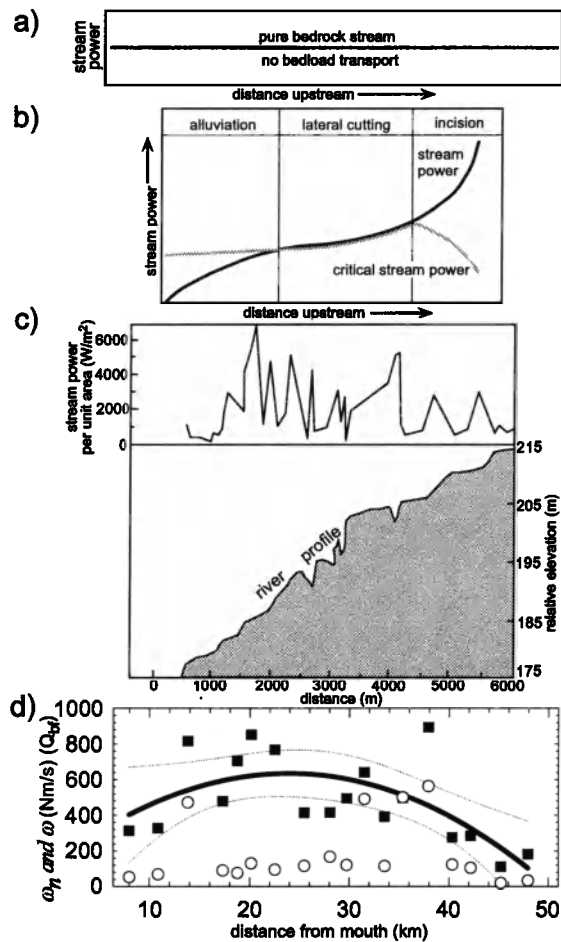 a)
stream
power
pure bedrock stream
no bedload transport
distance upstream
b)
alluviation
lateral cutting
incision
stream power
stream
power
critical stream power
distance upstream
c)
stream power
per unit area (W/m²)
6000
4000
2000
0
215
205
195
185
175
relative elevation (m)
river profile
0 1000 2000 3000 4000 5000 6000
distance (m)
d)
ωn and ω (Nm/s) (Qbf)
1000
800
600
400
200
0
10 20 30 40 50
distance from mouth (km)